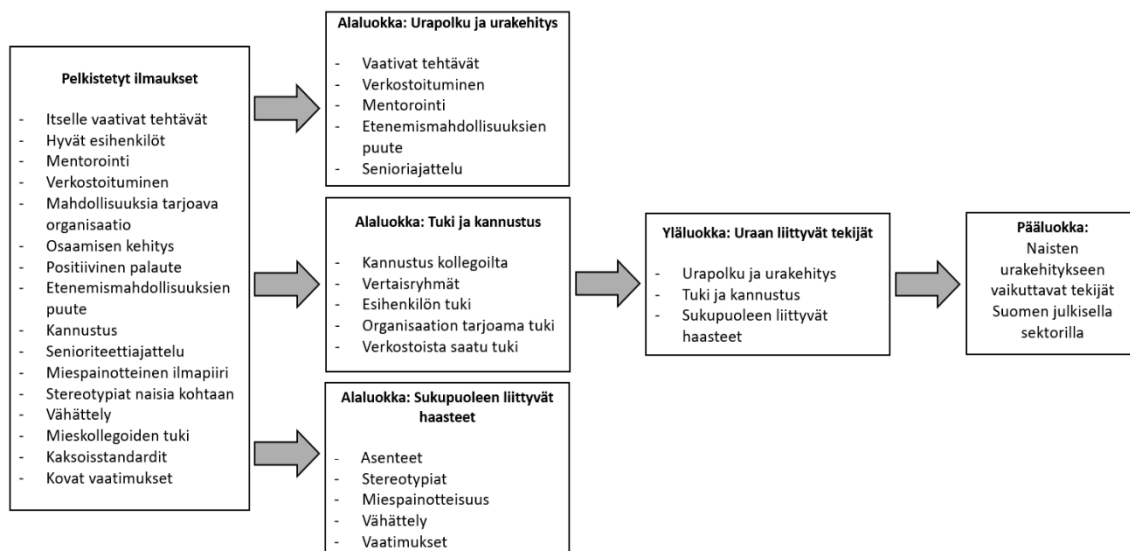 Pelkistetyt ilmaukset
- Itselle vaativat tehtävät
- Hyvät esihenkilöt
- Mentorointi
- Verkostoituminen
- Mahdollisuuksia tarjoava
organisaatio
- Osaamisen kehitys
- Positiivinen palaute
- Etenemismahdollisuuksien
puute
- Kannustus
- Senioriteettiajattelu
- Miespainotteinen ilmapiiri
- Stereotypiat naisia kohtaan
- Vähättely
- Mieskollegoiden tuki
- Kaksoisstandardit
- Kovat vaatimukset
Alaluokka: Urapolku ja urakehitys
- Vaativat tehtävät
- Verkostoituminen
- Mentorointi
- Etenemismahdollisuuksien
puute
- Senioriajattelu
Alaluokka: Tuki ja kannustus
- Kannustus kollegoilta
- Vertaisryhmät
- Esihenkilön tuki
- Organisaation tarjoama tuki
- Verkostoista saatu tuki
Alaluokka: Sukupuoleen liittyvät
haasteet
- Asenteet
- Stereotypiat
- Miespainotteisuus
- Vähättely
- Vaatimukset
Yläluokka: Uraan liittyvät tekijät
- Urapolku ja urakehitys
- Tuki ja kannustus
- Sukupuoleen liittyvät
haasteet
Pääluokka:
Naisten
urakehitykseen
vaikuttavat tekijät
Suomen julkisella
sektorilla